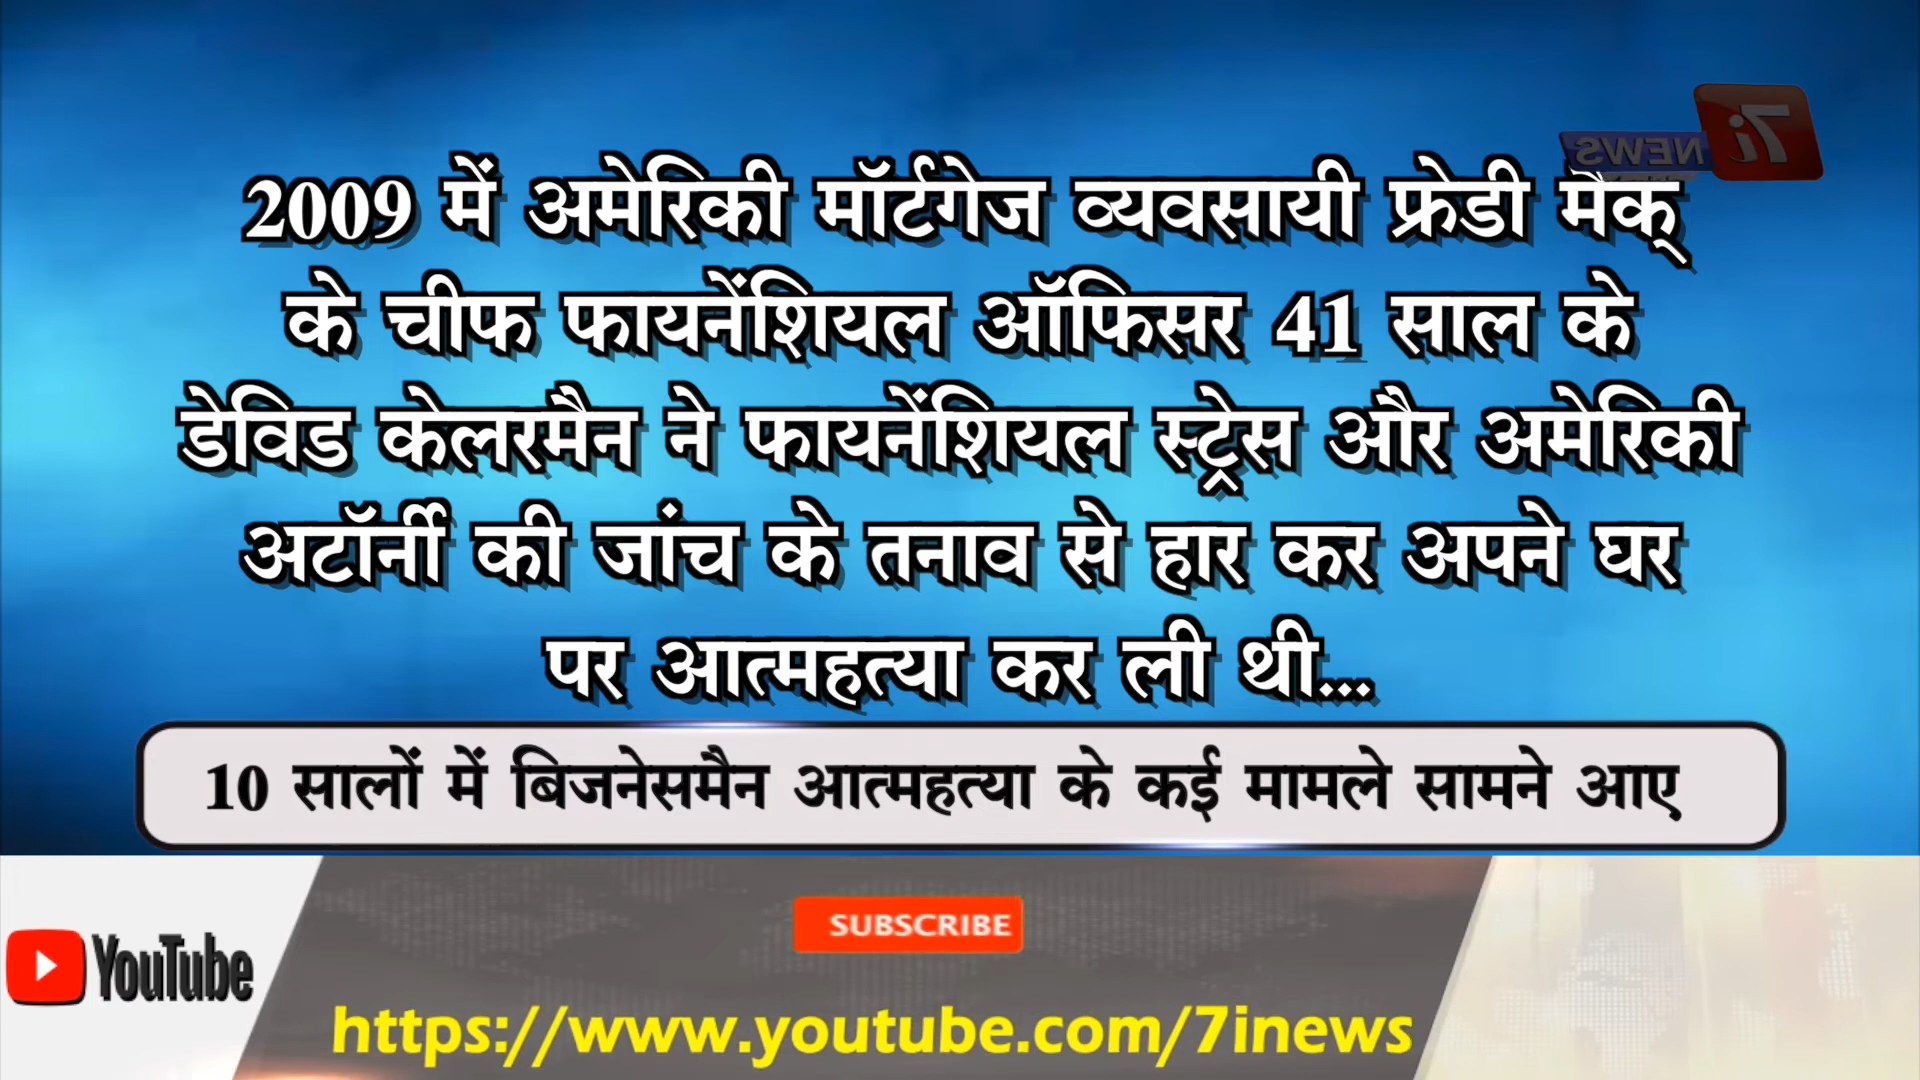 7i
NEWS
2009 में अमेरिकी मॉर्टगेज व्यवसायी फ्रेडी मैक्
के चीफ फायनेंशियल ऑफिसर 41 साल के
डेविड केलरमैन ने फायनेंशियल स्ट्रेस और अमेरिकी
अटॉर्नी की जांच के तनाव से हार कर अपने घर
पर आत्महत्या कर ली थी...
10 सालों में बिजनेसमैन आत्महत्या के कई मामले सामने आए
SUBSCRIBE
YouTube
https://www.youtube.com/7inews